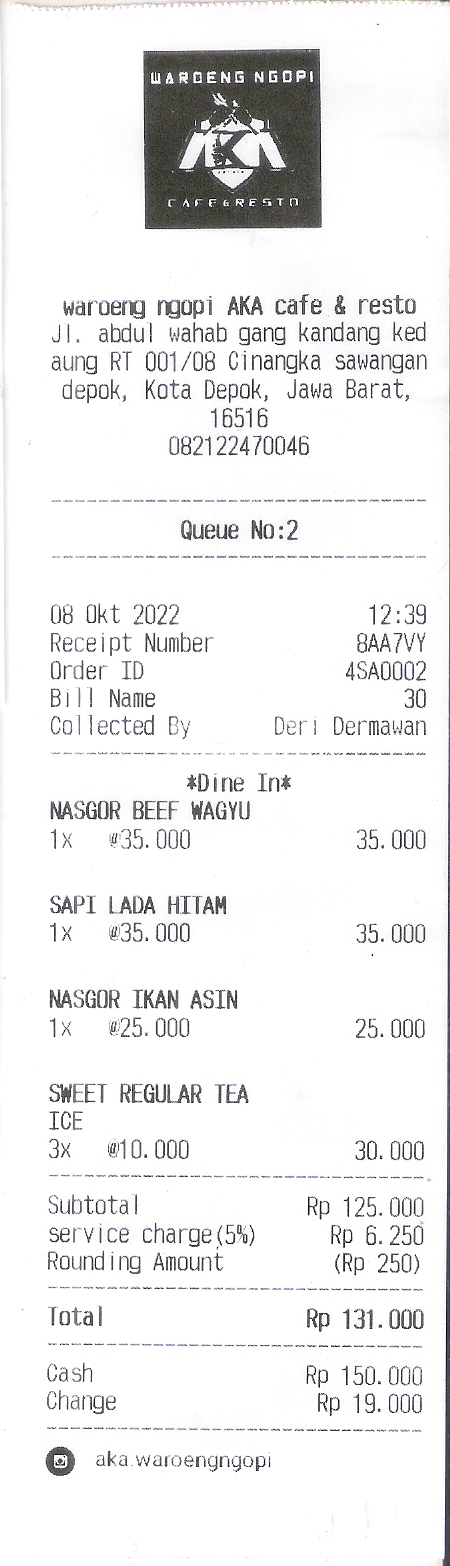 WAROENG NGOPI
AKA
CAFE & RESTO
waroeng ngopi AKA cafe & resto
Jl. abdul wahab gang kandang ked
aung RT 001/08 Cinangka sawangan
depok, Kota Depok, Jawa Barat,
16516
082122470046
Queue No:2
08 Okt 2022 12:39
Receipt Number 8AA7VY
Order ID 4SA0002
Bill Name 30
Collected By Deri Dermawan
*Dine In*
NASGOR BEEF WAGYU
1x @35.000 35.000
SAPI LADA HITAM
1x @35.000 35.000
NASGOR IKAN ASIN
1x @25.000 25.000
SWEET REGULAR TEA
ICE
3x @10.000 30.000
Subtotal Rp 125.000
service charge(5%) Rp 6.250
Rounding Amount (Rp 250)
Total Rp 131.000
Cash Rp 150.000
Change Rp 19.000
aka.waroengngopi